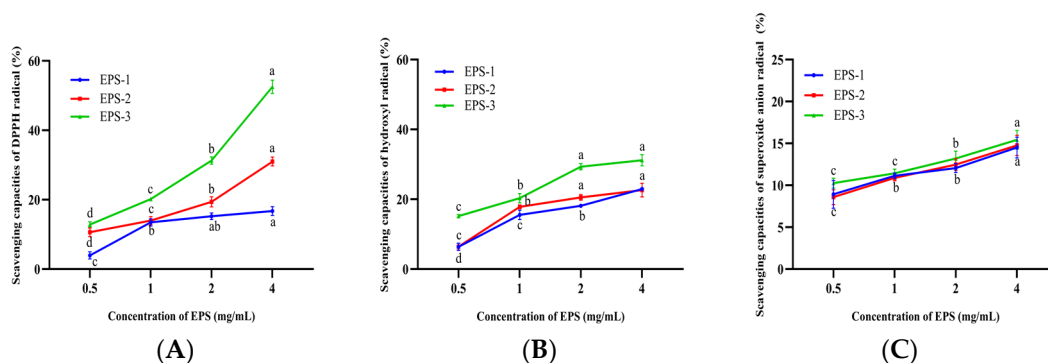 Scavenging capacities of DPPH radical (%)
60
40
20
0
EPS-1
EPS-2
EPS-3
d
d
c
c
c
b
b
b
ab
a
a
a
0.5
1
2
4
Concentration of EPS (mg/mL)
(A)
Scavenging capacities of hydroxyl radical (%)
60
40
20
0
EPS-1
EPS-2
EPS-3
c
c
d
b
b
c
a
a
b
a
a
0.5
1
2
4
Concentration of EPS (mg/mL)
(B)
Scavenging capacities of superoxide anion radical (%)
25
20
15
10
5
0
EPS-1
EPS-2
EPS-3
c
c
c
b
b
b
a
a
0.5
1
2
4
Concentration of EPS (mg/mL)
(C)